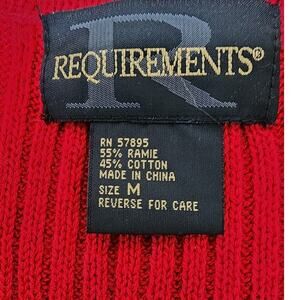 R
REQUIREMENTS®
RN 57895
55% RAMIE
45% COTTON
MADE IN CHINA
SIZE M
REVERSE FOR CARE